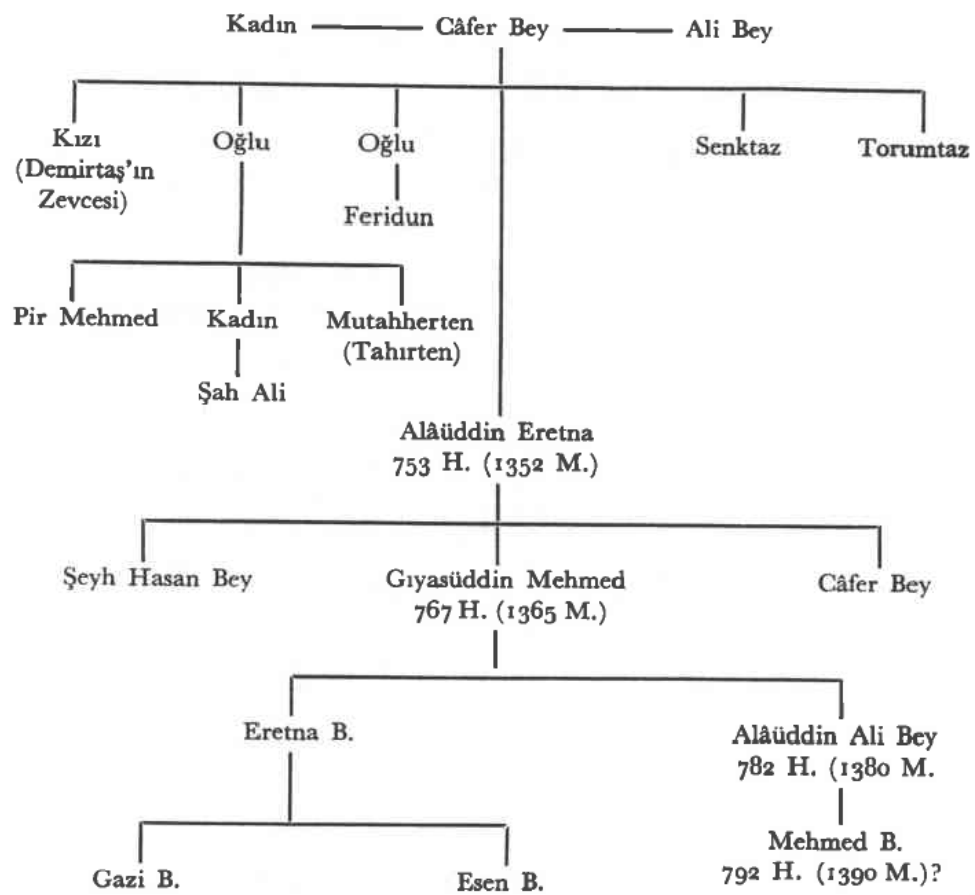 Kadın Câfer Bey Ali Bey
Kızı Oğlu Oğlu Senktaz Torumtaz
(Demirtaş'ın
Zevcesi)
Feridun
Pir Mehmed Kadın Mutahherten
(Tahırten)
Şah Ali
Alâüddin Eretna
753 H. (1352 M.)
Şeyh Hasan Bey Gıyasüddin Mehmed Câfer Bey
767 H. (1365 M.)
Eretna B. Alâüddin Ali Bey
782 H. (1380 M.
Mehmed B.
Gazi B. Esen B. 792 H. (1390 M.)?